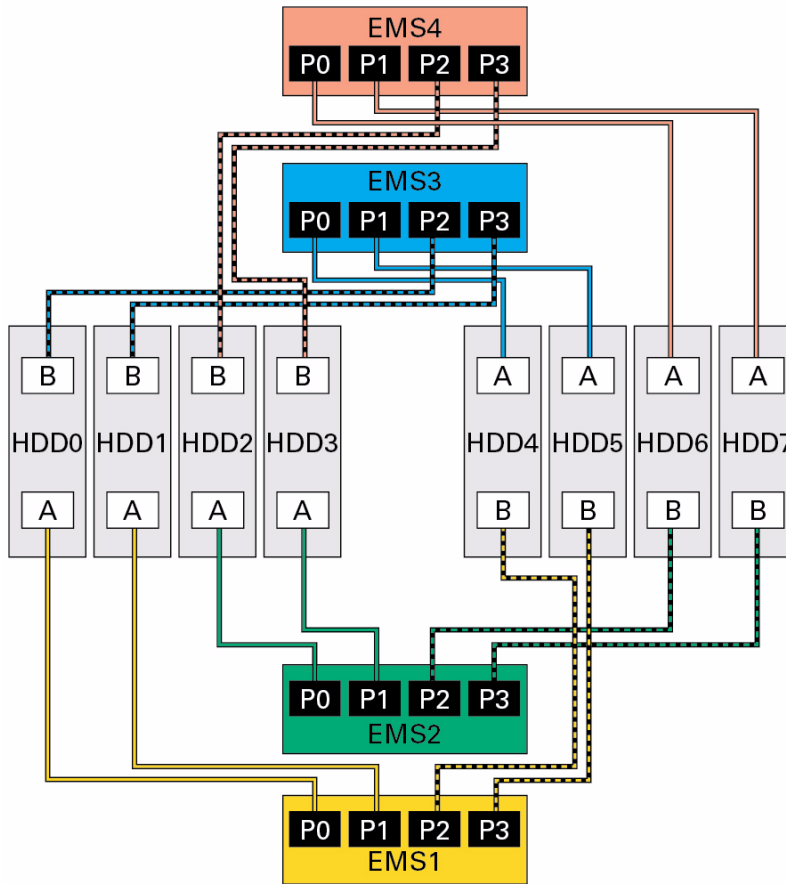 EMS4
P0 P1 P2 P3
EMS3
P0 P1 P2 P3
B B B B A A A A
HDD0 HDD1 HDD2 HDD3 HDD4 HDD5 HDD6 HDD7
A A A A B B B B
P0 P1 P2 P3
EMS2
P0 P1 P2 P3
EMS1